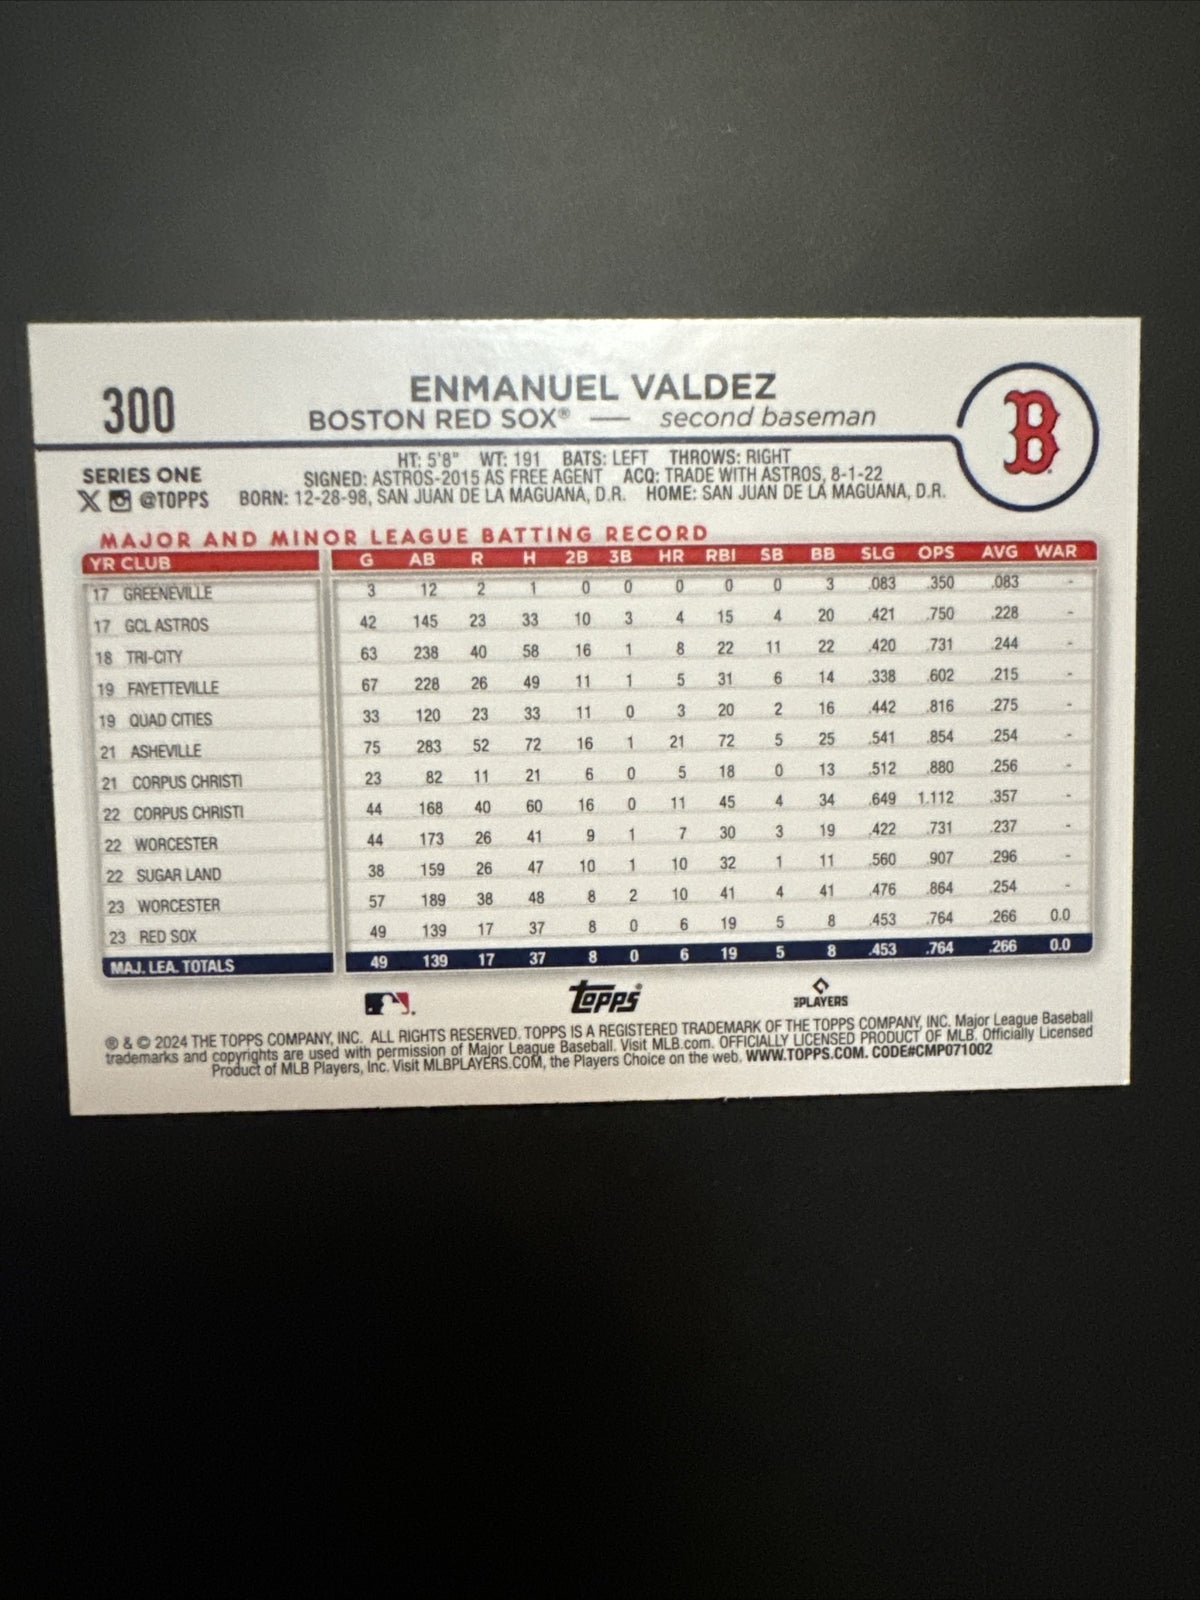 300
ENMANUEL VALDEZ
BOSTON RED SOX® — second baseman
B
SERIES ONE
X @TOPPS
HT: 5'8" WT: 191 BATS: LEFT THROWS: RIGHT
SIGNED: ASTROS-2015 AS FREE AGENT ACQ: TRADE WITH ASTROS, 8-1-22
BORN: 12-28-98, SAN JUAN DE LA MAGUANA, D.R. HOME: SAN JUAN DE LA MAGUANA, D.R.
MAJOR AND MINOR LEAGUE BATTING RECORD
YR CLUB G AB R H 2B 3B HR RBI SB BB SLG OPS AVG WAR
17 GREENEVILLE 3 12 2 1 0 0 0 0 0 3 .083 .350 .083 -
17 GCL ASTROS 42 145 23 33 10 3 4 15 4 20 .421 .750 .228 -
18 TRI-CITY 63 238 40 58 16 1 8 22 11 22 .420 .731 .244 -
19 FAYETTEVILLE 67 228 26 49 11 1 5 31 6 14 .338 .602 .215 -
19 QUAD CITIES 33 120 23 33 11 0 3 20 2 16 .442 .816 .275 -
21 ASHEVILLE 75 283 52 72 16 1 21 72 5 25 .541 .854 .254 -
21 CORPUS CHRISTI 23 82 11 21 6 0 5 18 0 13 .512 .880 .256 -
22 CORPUS CHRISTI 44 168 40 60 16 0 11 45 4 34 .649 1.112 .357 -
22 WORCESTER 44 173 26 41 9 1 7 30 3 19 .422 .731 .237 -
22 SUGAR LAND 38 159 26 47 10 1 10 32 1 11 .560 .907 .296 -
23 WORCESTER 57 189 38 48 8 2 10 41 4 41 .476 .864 .254 -
23 RED SOX 49 139 17 37 8 0 6 19 5 8 .453 .764 .266 0.0
MAJ. LEA. TOTALS 49 139 17 37 8 0 6 19 5 8 .453 .764 .266 0.0
Topps® PLAYERS
® & © 2024 THE TOPPS COMPANY, INC. ALL RIGHTS RESERVED. TOPPS IS A REGISTERED TRADEMARK OF THE TOPPS COMPANY, INC. Major League Baseball
trademarks and copyrights are used with permission of Major League Baseball. Visit MLB.com. OFFICIALLY LICENSED PRODUCT OF MLB. Officially Licensed
Product of MLB Players, Inc. Visit MLBPLAYERS.COM, the Players Choice on the web. WWW.TOPPS.COM. CODE#CMP071002